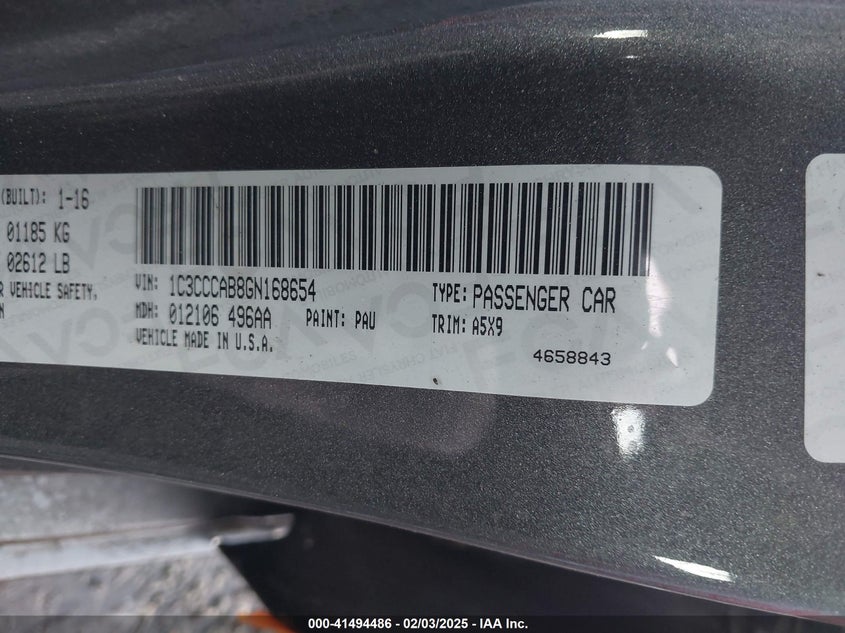 (BUILT): 1-16
01185 KG
02612 LB
R VEHICLE SAFETY,
N
VIN: 1C3CCCAB8GN168654
TYPE: PASSENGER CAR
MDH: 012106 496AA PAINT: PAU
TRIM: A5X9
VEHICLE MADE IN U.S.A.
4658843
000-41494486 - 02/03/2025 - IAA Inc.